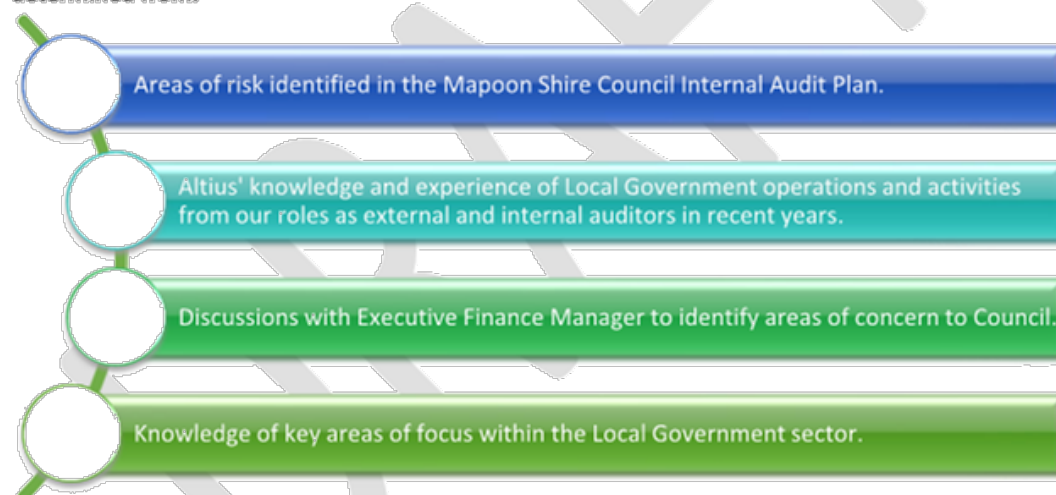 Areas of risk identified in the Mapoon Shire Council Internal Audit Plan.
Altius' knowledge and experience of Local Government operations and activities
from our roles as external and internal auditors in recent years.
Discussions with Executive Finance Manager to identify areas of concern to Council.
Knowledge of key areas of focus within the Local Government sector.